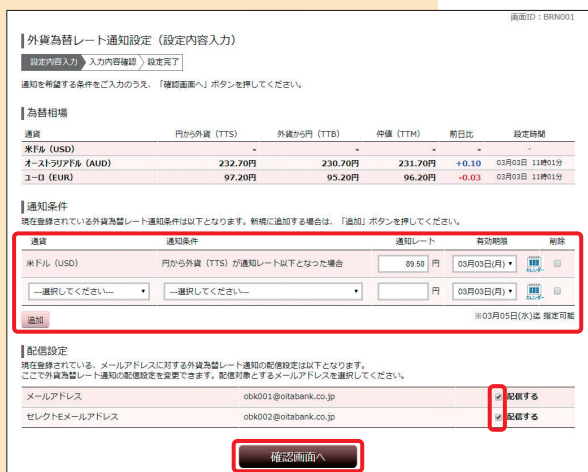 画面ID：BRN001
外貨為替レート通知設定（設定内容入力）
設定内容入力 入力内容確認 設定完了
通知を希望する条件をご入力のうえ、「確認画面へ」ボタンを押してください。
為替相場
通貨 円から外貨（TTS） 外貨から円（TTB） 仲値（TTM） 前日比 設定時間
米ドル（USD） - - - - -
オーストラリアドル（AUD） 232.70円 230.70円 231.70円 +0.10 03月03日 11時01分
ユーロ（EUR） 97.20円 95.20円 96.20円 -0.03 03月03日 11時01分
通知条件
現在登録されている外貨為替レート通知条件は以下となります。新規に追加する場合は、「追加」ボタンを押してください。
通貨 通知条件 通知レート 有効期限 削除
米ドル（USD） 円から外貨（TTS）が通知レート以下となった場合 89.50 円 03月03日(月) カレンダー
---選択してください--- ---選択してください--- 円 03月03日(月) カレンダー
追加 ※03月05日(水)迄 指定可能
配信設定
現在登録されている、メールアドレスに対する外貨為替レート通知の配信設定は以下となります。
ここで外貨為替レート通知の配信設定を変更できます。配信対象とするメールアドレスを選択してください。
メールアドレス obk001@oitabank.co.jp 配信する
セレクトEメールアドレス obk002@oitabank.co.jp 配信する
確認画面へ